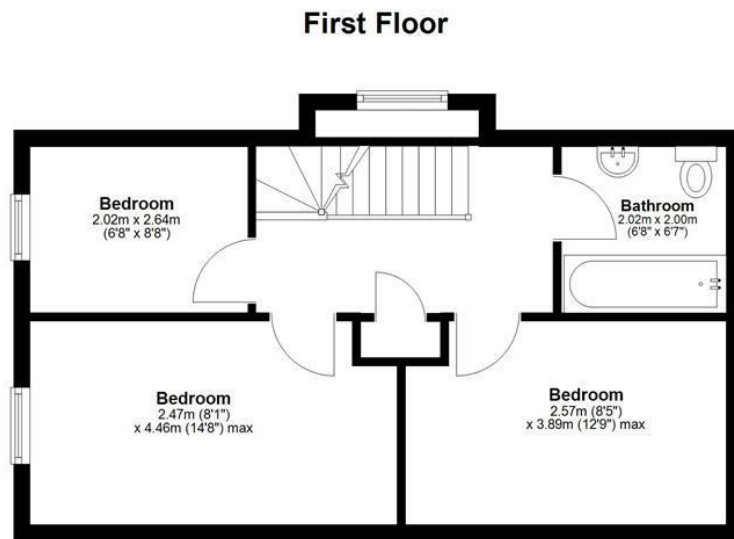 First Floor
Bedroom
2.02m x 2.64m
(6'8" x 8'8")
Bathroom
2.02m x 2.00m
(6'8" x 6'7")
Bedroom
2.47m (8'1")
x 4.46m (14'8") max
Bedroom
2.57m (8'5")
x 3.89m (12'9") max